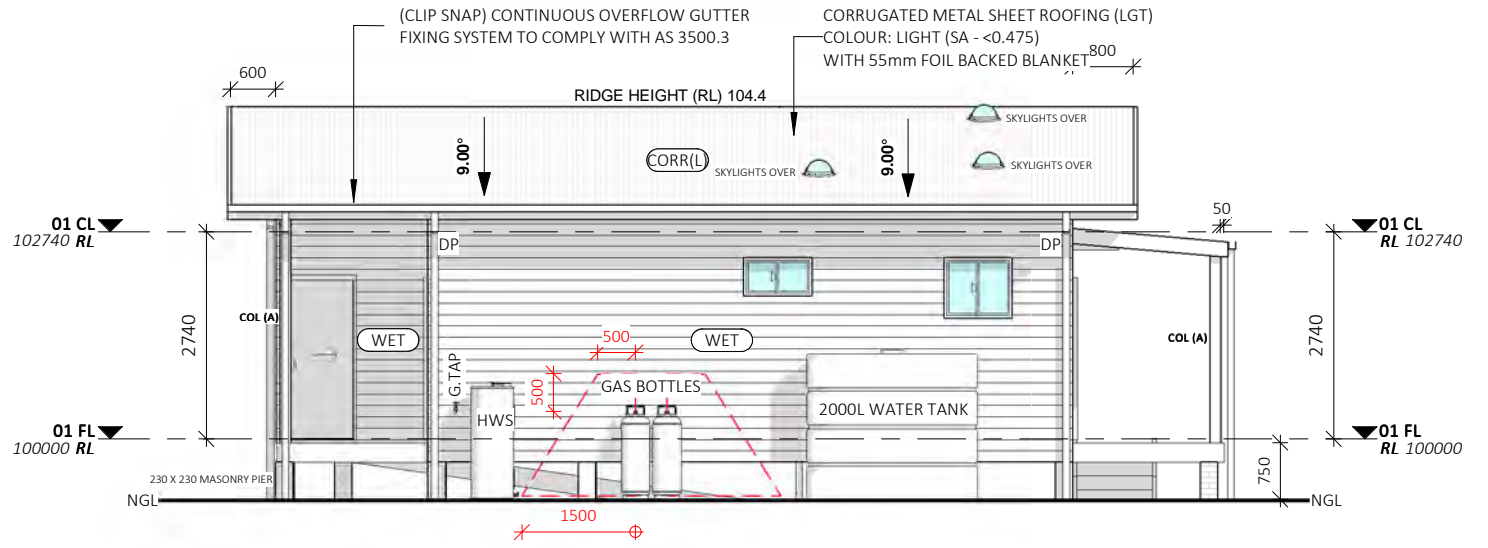 (CLIP SNAP) CONTINUOUS OVERFLOW GUTTER
FIXING SYSTEM TO COMPLY WITH AS 3500.3
CORRUGATED METAL SHEET ROOFING (LGT)
COLOUR: LIGHT (SA - <0.475)
WITH 55mm FOIL BACKED BLANKET
800
600
RIDGE HEIGHT (RL) 104.4
SKYLIGHTS OVER
9.00°
CORR(L)
SKYLIGHTS OVER
9.00°
SKYLIGHTS OVER
50
01 CL
102740 RL
01 CL
RL 102740
DP
DP
2740
COL (A)
WET
500
WET
COL (A)
2740
G.TAP
500
GAS BOTTLES
HWS
2000L WATER TANK
01 FL
100000 RL
01 FL
RL 100000
230 X 230 MASONRY PIER
750
NGL
NGL
1500